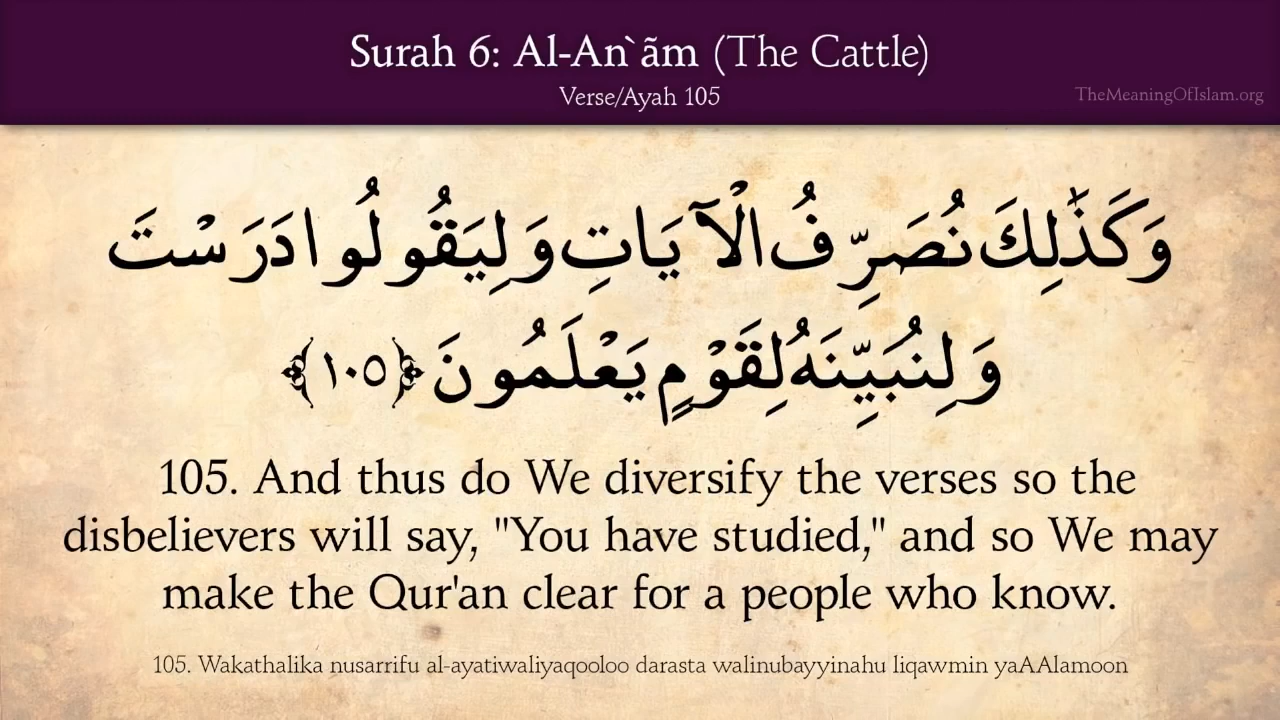 Surah 6: Al-An`ãm (The Cattle)
Verse/Ayah 105
TheMeaningOfIslam.org
وَكَذَٰلِكَ نُصَرِّفُ الْآيَاتِ وَلِيَقُولُوا دَرَسْتَ
وَلِنُبَيِّنَهُ لِقَوْمٍ يَعْلَمُونَ ﴿١٠٥﴾
105. And thus do We diversify the verses so the
disbelievers will say, "You have studied," and so We may
make the Qur'an clear for a people who know.
105. Wakathalika nusarrifu al-ayatiwaliyaqooloo darasta walinubayyinahu liqawmin yaAAlamoon